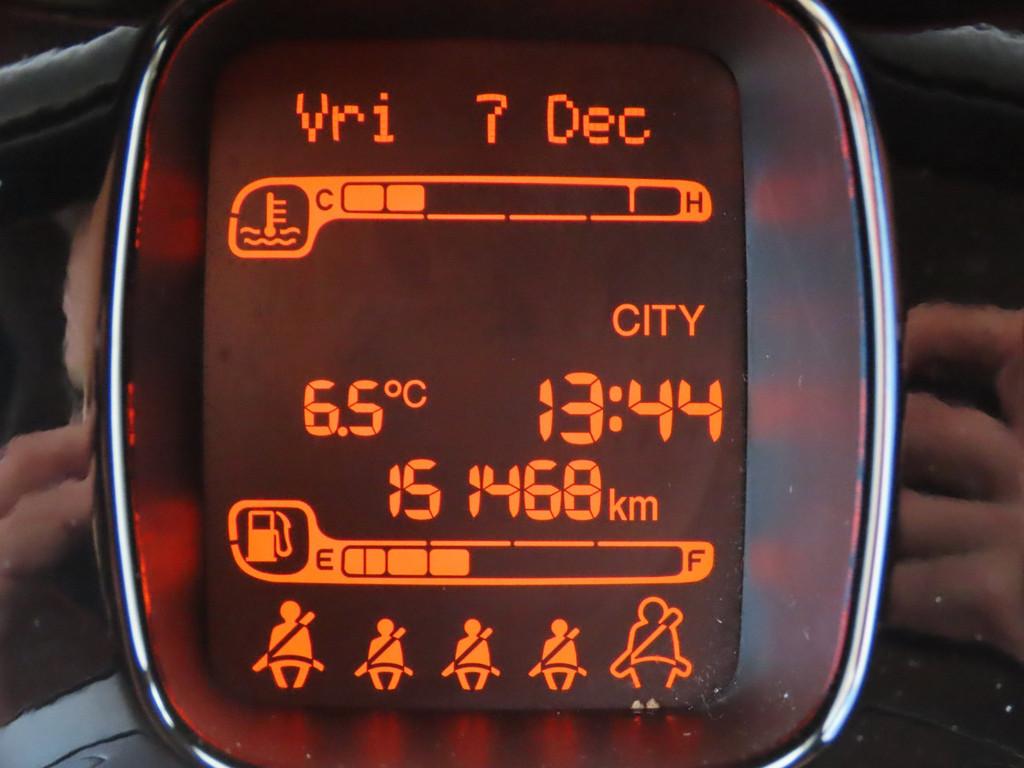 Vri 7 Dec
C H
CITY
6.5°C 13:44
151468 km
E F